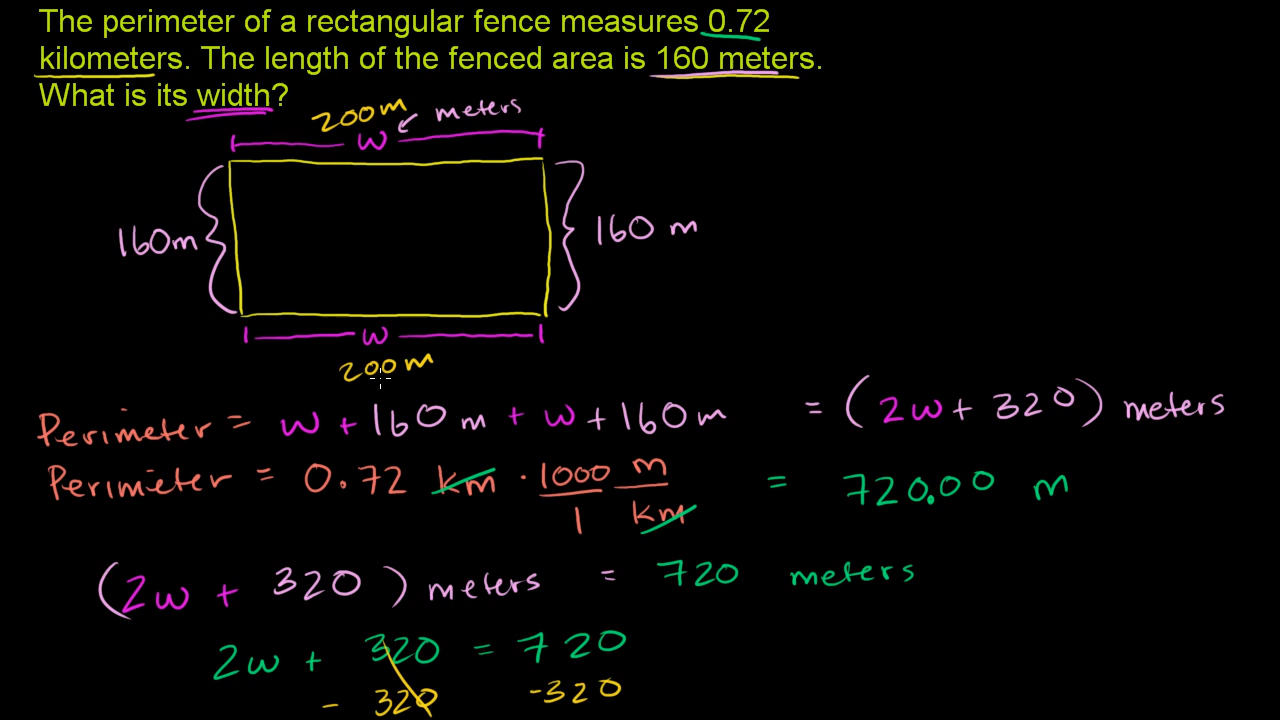 The perimeter of a rectangular fence measures 0.72
kilometers. The length of the fenced area is 160 meters.
What is its width?
200m
meters
w
160m
160 m
w
200m
Perimeter = w + 160 m + w + 160 m = (2w + 320) meters
Perimeter = 0.72 km · 1000/1 m/km = 720.00 m
(2w + 320) meters = 720 meters
2w + 320 = 720
- 320 -320